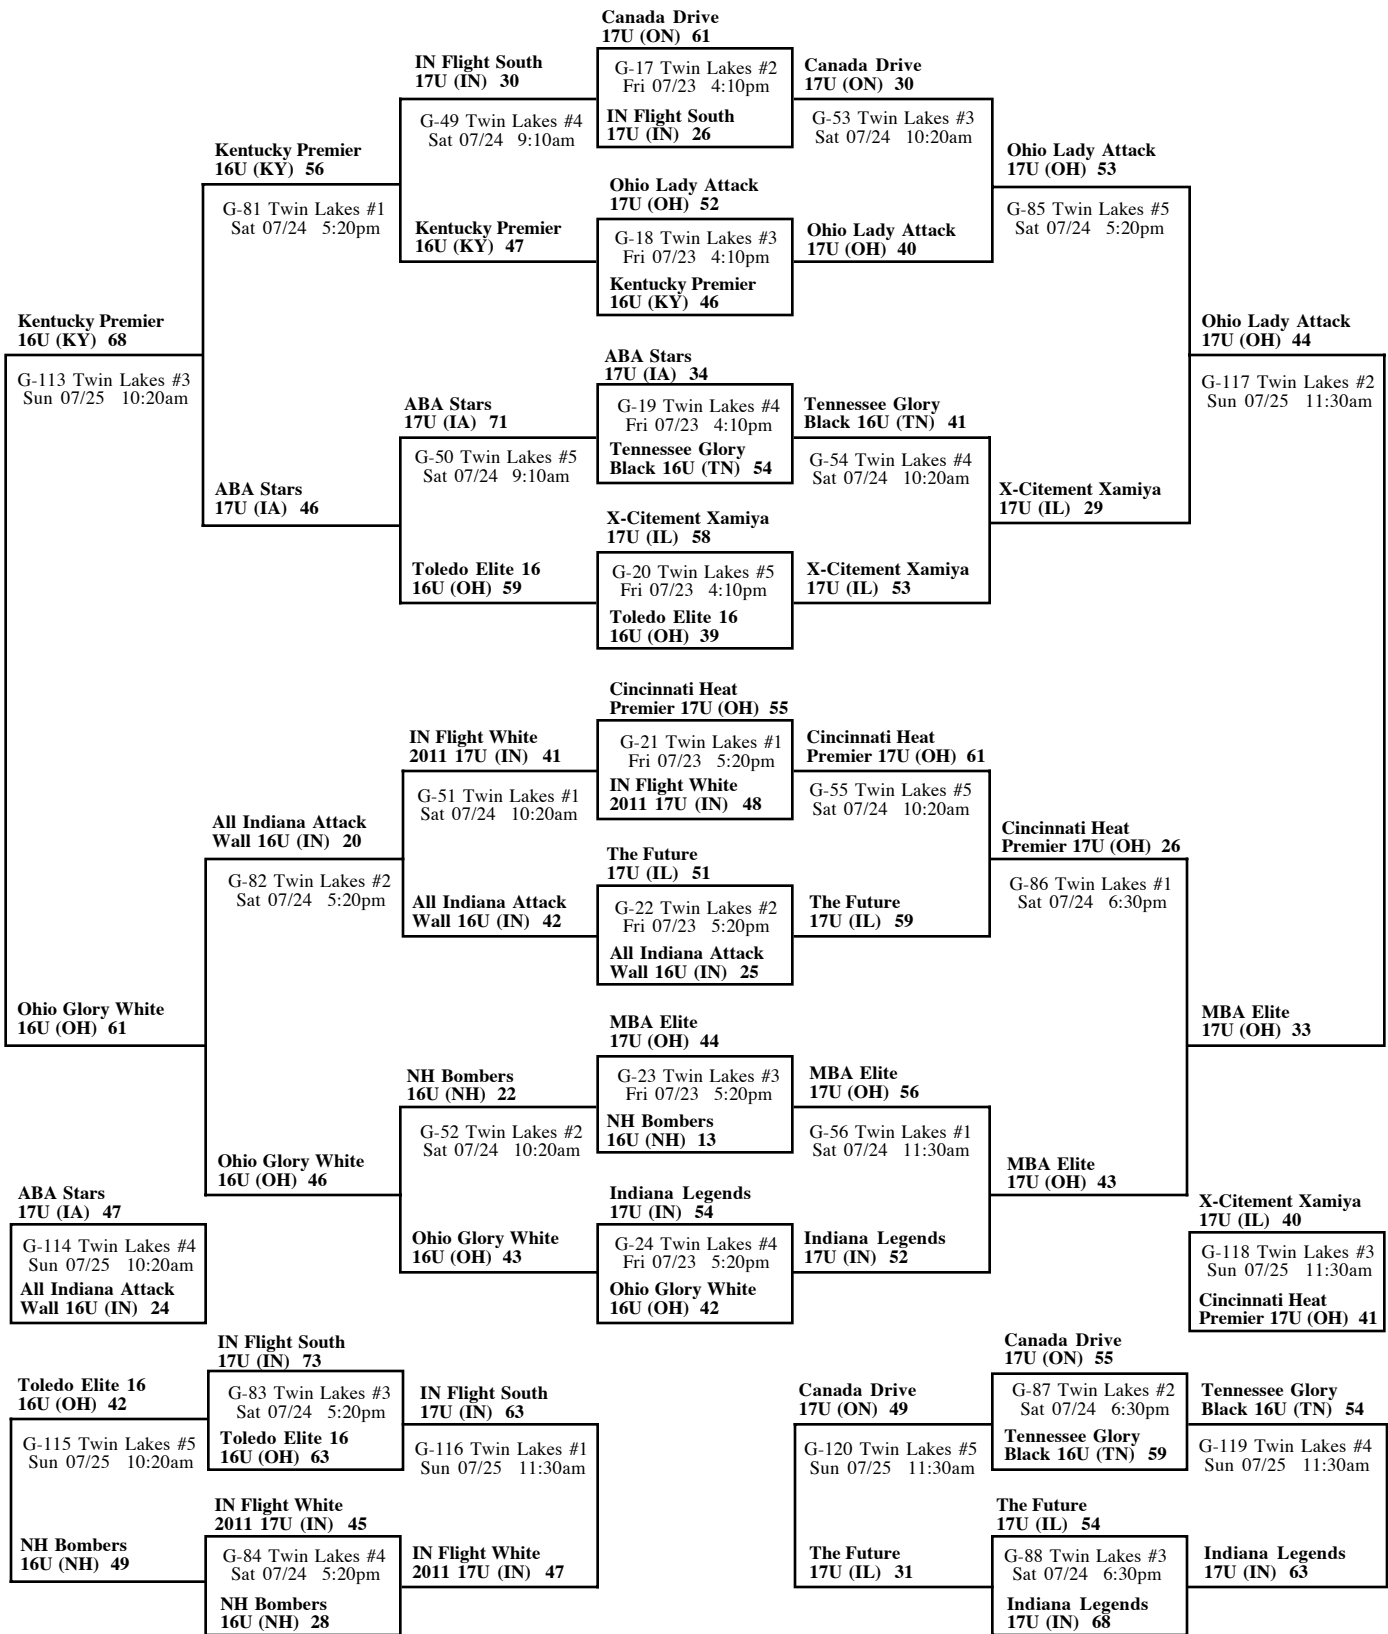 Canada Drive
17U (ON) 61
G-17 Twin Lakes #2
Fri 07/23 4:10pm
IN Flight South
17U (IN) 26
IN Flight South
17U (IN) 30
G-49 Twin Lakes #4
Sat 07/24 9:10am
Canada Drive
17U (ON) 30
G-53 Twin Lakes #3
Sat 07/24 10:20am
Kentucky Premier
16U (KY) 56
G-81 Twin Lakes #1
Sat 07/24 5:20pm
Ohio Lady Attack
17U (OH) 53
G-85 Twin Lakes #5
Sat 07/24 5:20pm
Ohio Lady Attack
17U (OH) 52
G-18 Twin Lakes #3
Fri 07/23 4:10pm
Kentucky Premier
16U (KY) 46
Kentucky Premier
16U (KY) 47
Ohio Lady Attack
17U (OH) 40
Kentucky Premier
16U (KY) 68
G-113 Twin Lakes #3
Sun 07/25 10:20am
Ohio Lady Attack
17U (OH) 44
G-117 Twin Lakes #2
Sun 07/25 11:30am
ABA Stars
17U (IA) 34
G-19 Twin Lakes #4
Fri 07/23 4:10pm
Tennessee Glory
Black 16U (TN) 54
ABA Stars
17U (IA) 71
G-50 Twin Lakes #5
Sat 07/24 9:10am
Tennessee Glory
Black 16U (TN) 41
G-54 Twin Lakes #4
Sat 07/24 10:20am
ABA Stars
17U (IA) 46
X-Citement Xamiya
17U (IL) 29
X-Citement Xamiya
17U (IL) 58
G-20 Twin Lakes #5
Fri 07/23 4:10pm
Toledo Elite 16
16U (OH) 39
Toledo Elite 16
16U (OH) 59
X-Citement Xamiya
17U (IL) 53
Cincinnati Heat
Premier 17U (OH) 55
G-21 Twin Lakes #1
Fri 07/23 5:20pm
IN Flight White
2011 17U (IN) 48
IN Flight White
2011 17U (IN) 41
G-51 Twin Lakes #1
Sat 07/24 10:20am
Cincinnati Heat
Premier 17U (OH) 61
G-55 Twin Lakes #5
Sat 07/24 10:20am
All Indiana Attack
Wall 16U (IN) 20
G-82 Twin Lakes #2
Sat 07/24 5:20pm
Cincinnati Heat
Premier 17U (OH) 26
G-86 Twin Lakes #1
Sat 07/24 6:30pm
The Future
17U (IL) 51
G-22 Twin Lakes #2
Fri 07/23 5:20pm
All Indiana Attack
Wall 16U (IN) 25
All Indiana Attack
Wall 16U (IN) 42
The Future
17U (IL) 59
Ohio Glory White
16U (OH) 61
MBA Elite
17U (OH) 33
MBA Elite
17U (OH) 44
G-23 Twin Lakes #3
Fri 07/23 5:20pm
NH Bombers
16U (NH) 13
NH Bombers
16U (NH) 22
G-52 Twin Lakes #2
Sat 07/24 10:20am
MBA Elite
17U (OH) 56
G-56 Twin Lakes #1
Sat 07/24 11:30am
Ohio Glory White
16U (OH) 46
MBA Elite
17U (OH) 43
Indiana Legends
17U (IN) 54
G-24 Twin Lakes #4
Fri 07/23 5:20pm
Ohio Glory White
16U (OH) 42
Ohio Glory White
16U (OH) 43
Indiana Legends
17U (IN) 52
ABA Stars
17U (IA) 47
G-114 Twin Lakes #4
Sun 07/25 10:20am
All Indiana Attack
Wall 16U (IN) 24
X-Citement Xamiya
17U (IL) 40
G-118 Twin Lakes #3
Sun 07/25 11:30am
Cincinnati Heat
Premier 17U (OH) 41
IN Flight South
17U (IN) 73
G-83 Twin Lakes #3
Sat 07/24 5:20pm
Toledo Elite 16
16U (OH) 63
Toledo Elite 16
16U (OH) 42
G-115 Twin Lakes #5
Sun 07/25 10:20am
IN Flight South
17U (IN) 63
G-116 Twin Lakes #1
Sun 07/25 11:30am
IN Flight White
2011 17U (IN) 45
G-84 Twin Lakes #4
Sat 07/24 5:20pm
NH Bombers
16U (NH) 28
NH Bombers
16U (NH) 49
IN Flight White
2011 17U (IN) 47
Canada Drive
17U (ON) 55
G-87 Twin Lakes #2
Sat 07/24 6:30pm
Tennessee Glory
Black 16U (TN) 59
Canada Drive
17U (ON) 49
G-120 Twin Lakes #5
Sun 07/25 11:30am
Tennessee Glory
Black 16U (TN) 54
G-119 Twin Lakes #4
Sun 07/25 11:30am
The Future
17U (IL) 54
G-88 Twin Lakes #3
Sat 07/24 6:30pm
Indiana Legends
17U (IN) 68
The Future
17U (IL) 31
Indiana Legends
17U (IN) 63